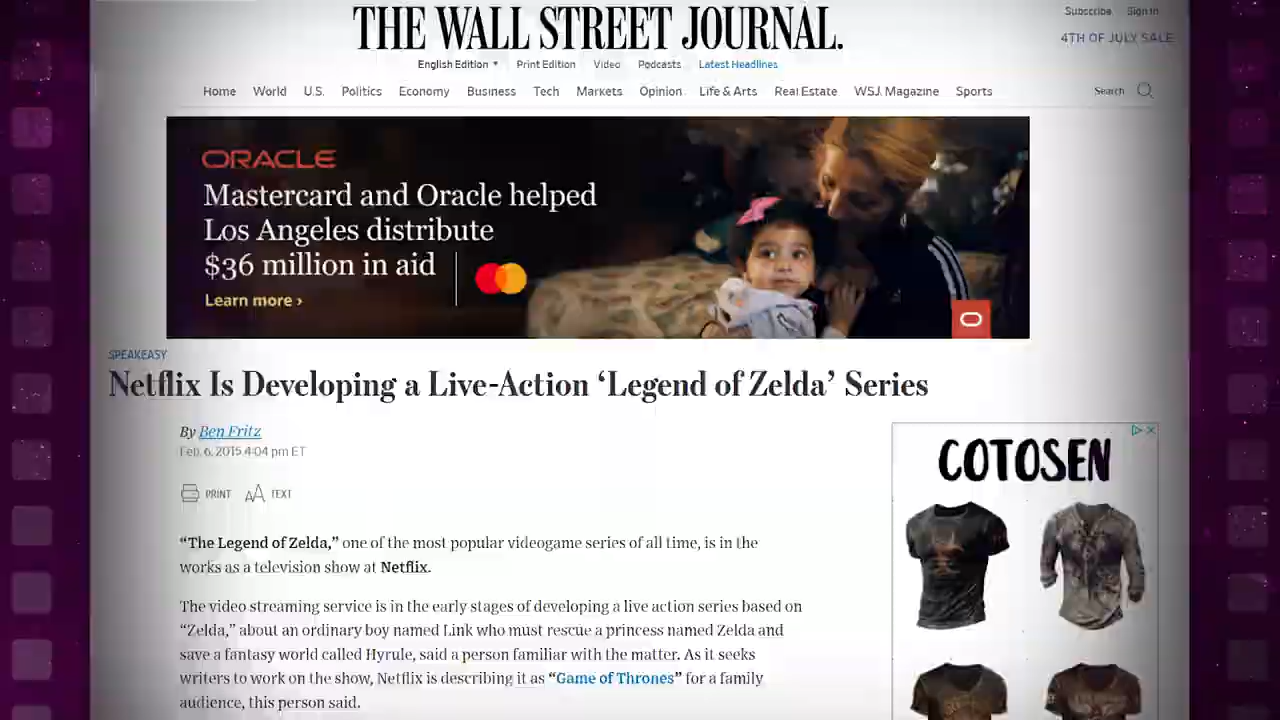 THE WALL STREET JOURNAL.
Subscribe Sign In
4TH OF JULY SALE
English Edition Print Edition Video Podcasts Latest Headlines
Home World U.S. Politics Economy Business Tech Markets Opinion Life & Arts Real Estate WSJ. Magazine Sports
Search
ORACLE
Mastercard and Oracle helped
Los Angeles distribute
$36 million in aid
Learn more ›
SPEAKEASY
Netflix Is Developing a Live-Action ‘Legend of Zelda’ Series
By Ben Fritz
Feb. 6, 2015 4:04 pm ET
PRINT AA TEXT
“The Legend of Zelda,” one of the most popular videogame series of all time, is in the
works as a television show at Netflix.
The video streaming service is in the early stages of developing a live action series based on
“Zelda,” about an ordinary boy named Link who must rescue a princess named Zelda and
save a fantasy world called Hyrule, said a person familiar with the matter. As it seeks
writers to work on the show, Netflix is describing it as “Game of Thrones” for a family
audience, this person said.
COTOSEN